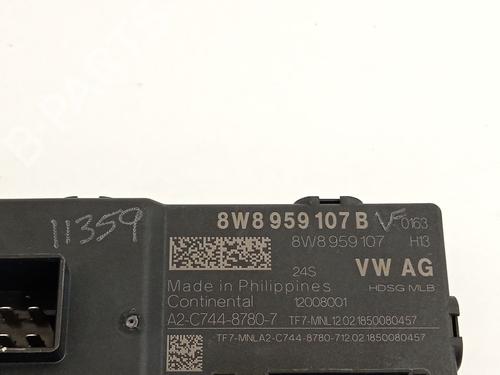 B-PARTS
11359
8W8 959 107 B VF 0163
8W8 959 107 H13
24S VW AG
Made in Philippines HDSG MLB
Continental 12008001
A2-C744-8780-7 TF7-MNL12.02.1850080457
TF7-MNLA2-C744-8780-712.02.1850080457